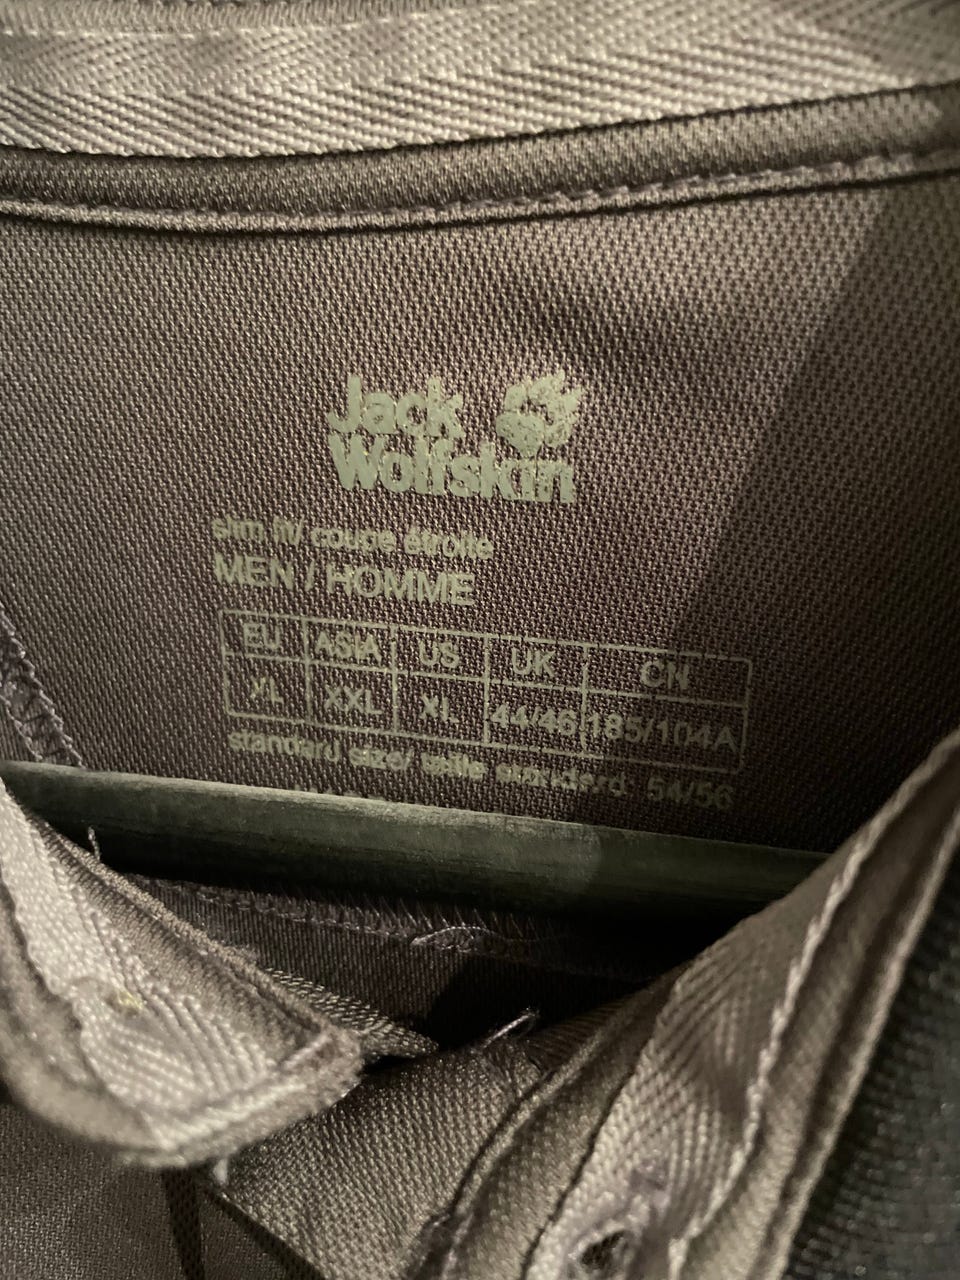 Jack
Wolfskin
slim fit/ coupe étroite
MEN / HOMME
EU ASIA US UK CN
XL XXL XL 44/46 185/104A
standard size/ taille standard: 54/56